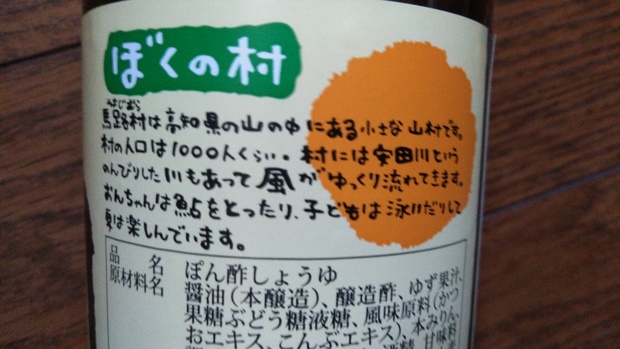 ぼくの村
うまじむら
馬路村は高知県の山の中にある小さな山村です。
村の人口は1000人くらい。村には安田川という
のんびりした川もあって風がゆっくり流れてきます。
おんちゃんは鮎をとったり、子どもは泳いだりして
夏は楽しんでいます。
品名 ぽん酢しょうゆ
原材料名 醤油(本醸造)、醸造酢、ゆず果汁、
果糖ぶどう糖液糖、風味原料(かつ
おエキス、こんぶエキス)、本みりん、